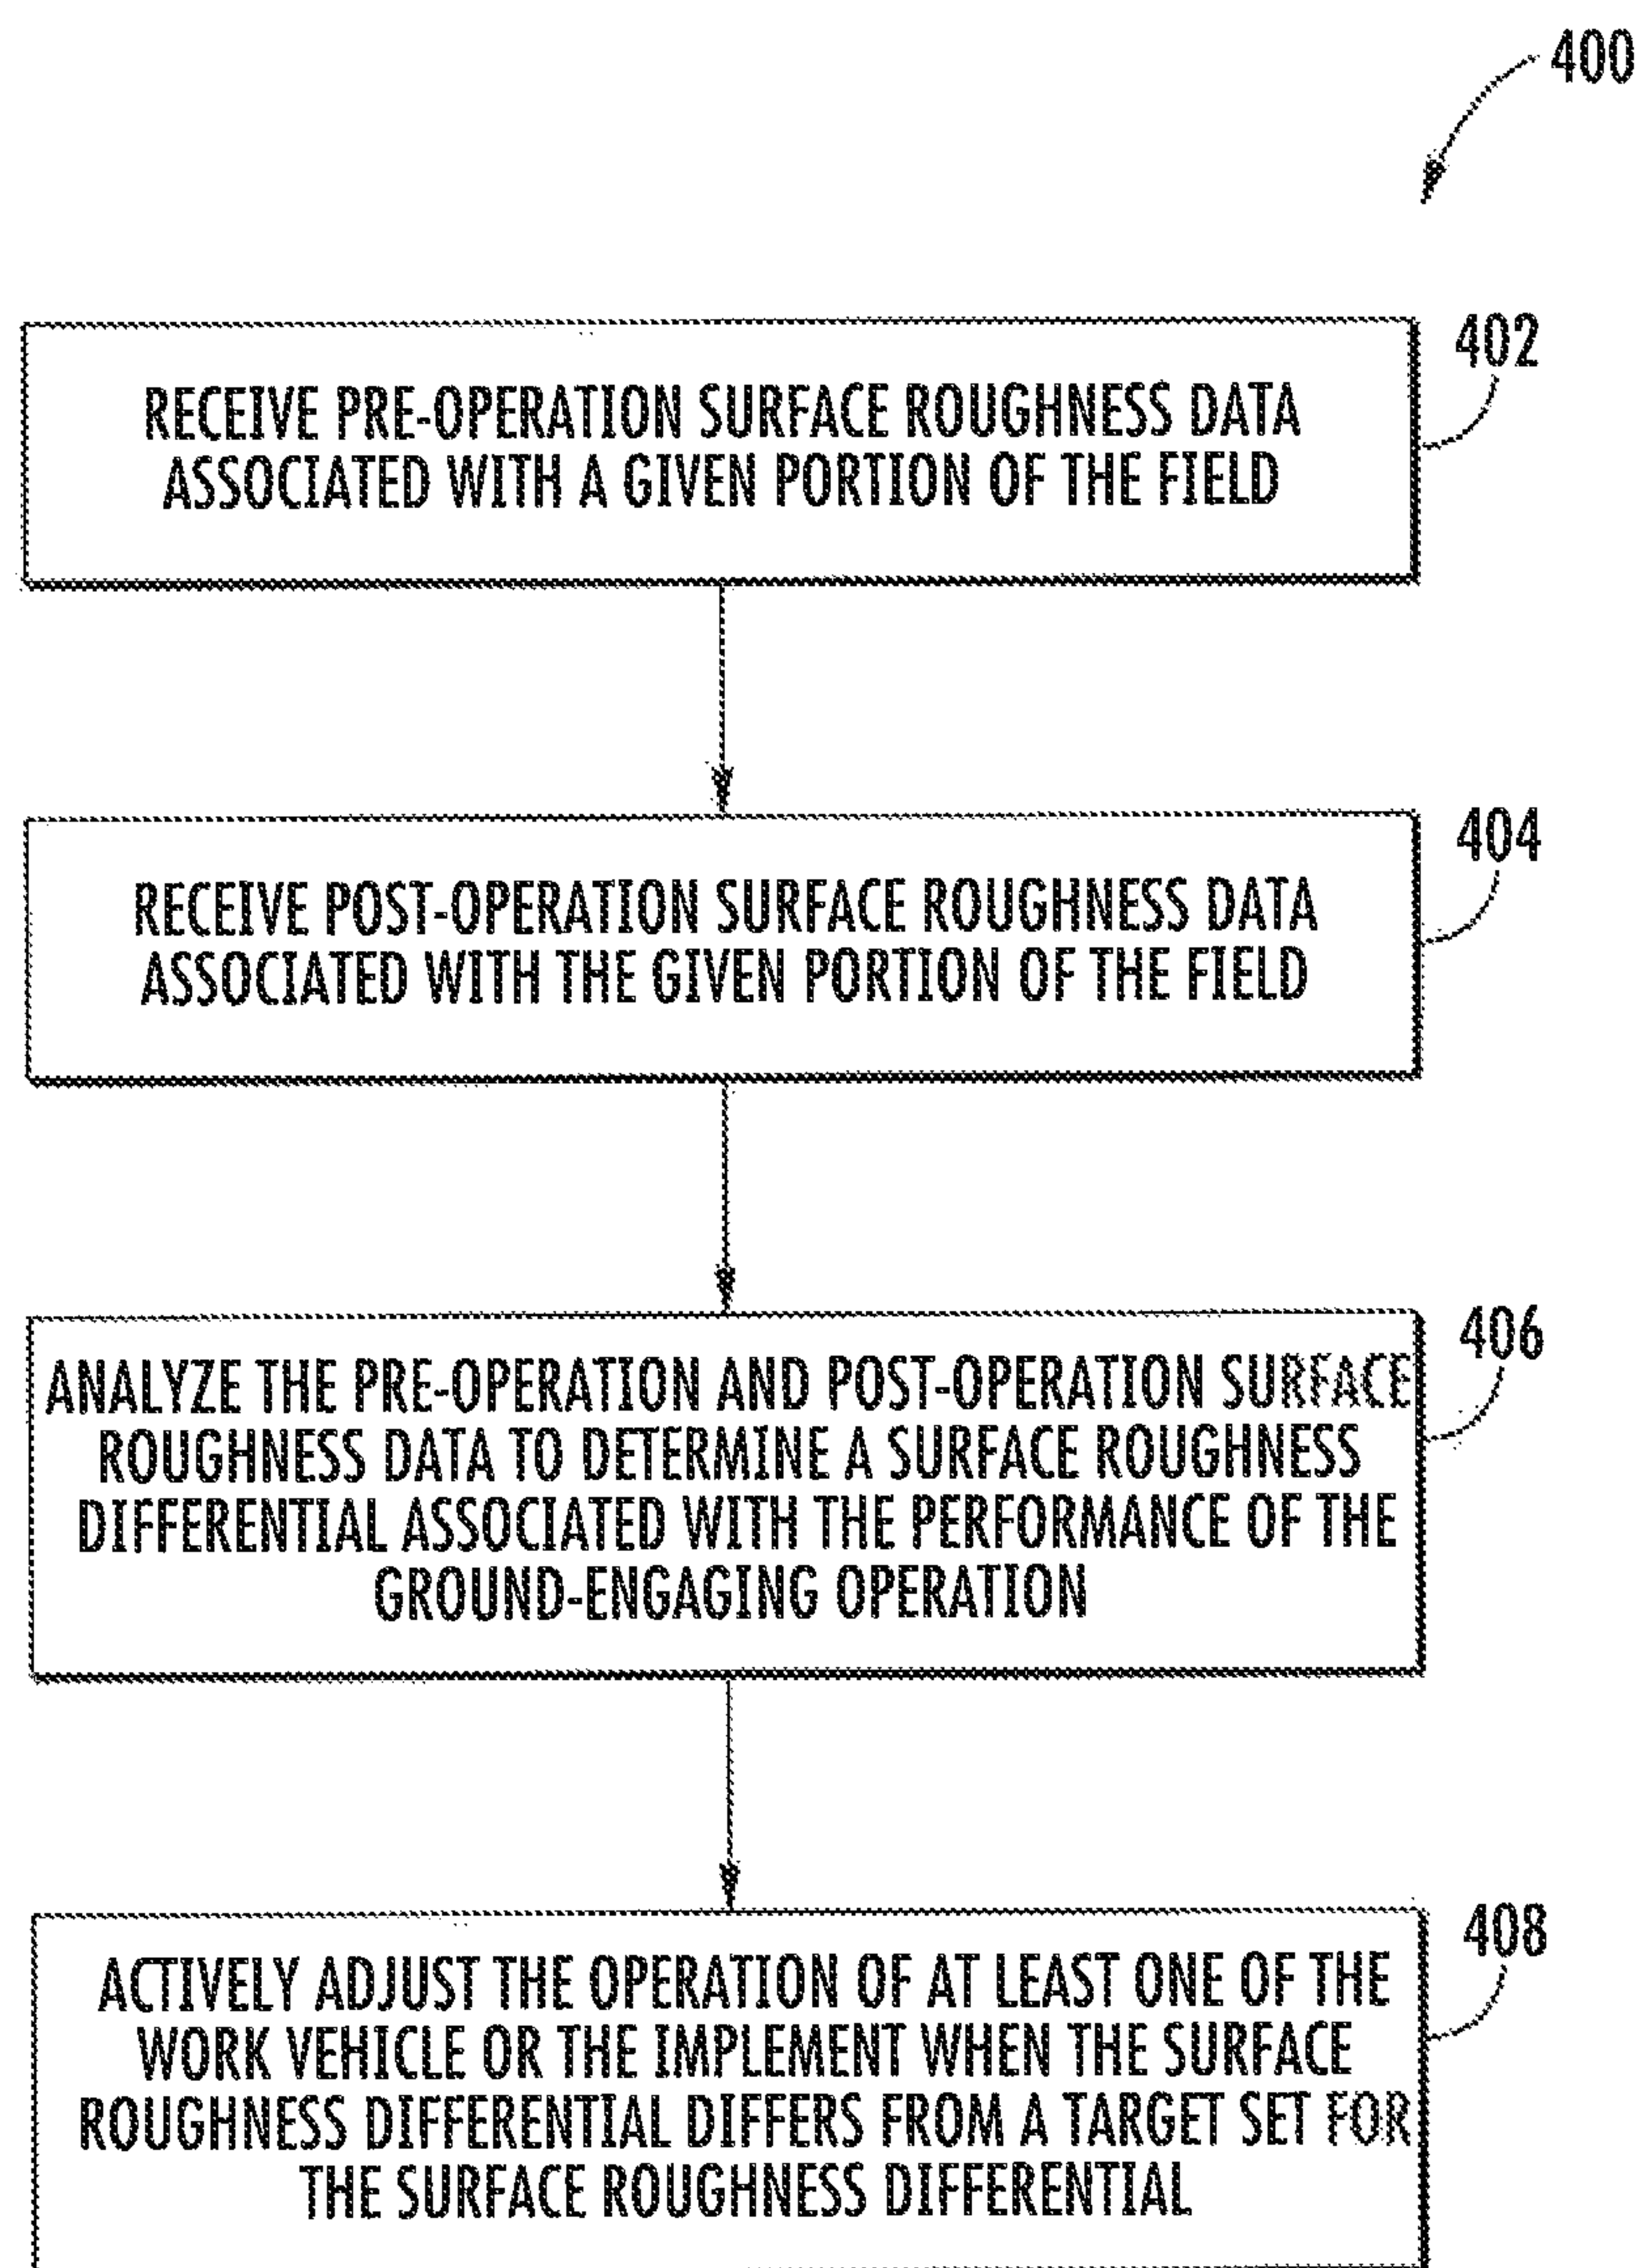 400
402
RECEIVE PRE-OPERATION SURFACE ROUGHNESS DATA
ASSOCIATED WITH A GIVEN PORTION OF THE FIELD
404
RECEIVE POST-OPERATION SURFACE ROUGHNESS DATA
ASSOCIATED WITH THE GIVEN PORTION OF THE FIELD
406
ANALYZE THE PRE-OPERATION AND POST-OPERATION SURFACE
ROUGHNESS DATA TO DETERMINE A SURFACE ROUGHNESS
DIFFERENTIAL ASSOCIATED WITH THE PERFORMANCE OF THE
GROUND-ENGAGING OPERATION
408
ACTIVELY ADJUST THE OPERATION OF AT LEAST ONE OF THE
WORK VEHICLE OR THE IMPLEMENT WHEN THE SURFACE
ROUGHNESS DIFFERENTIAL DIFFERS FROM A TARGET SET FOR
THE SURFACE ROUGHNESS DIFFERENTIAL